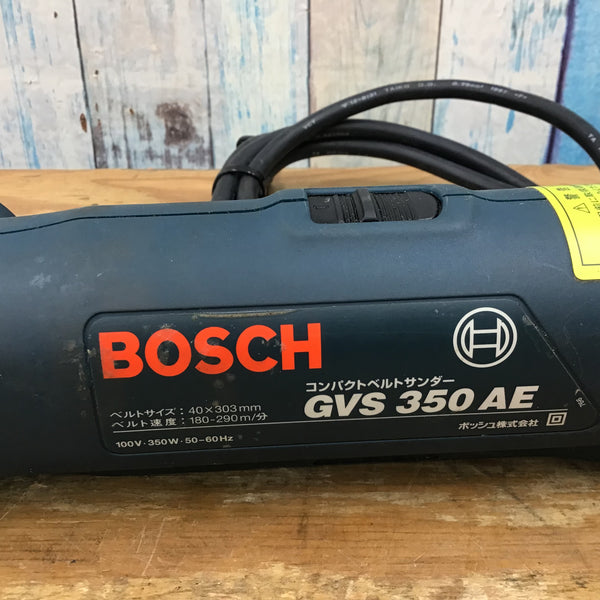 BOSCH
コンパクトベルトサンダー
GVS 350 AE
ベルトサイズ: 40×303mm
ベルト速度: 180-290m/分
100V·350W·50-60Hz
ボッシュ株式会社